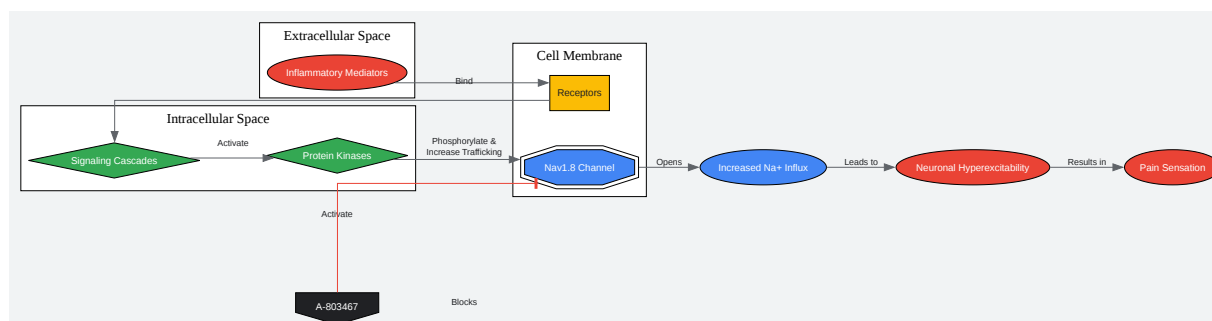 Extracellular Space
Inflammatory Mediators
Bind
Cell Membrane
Receptors
Intracellular Space
Signaling Cascades
Activate
Protein Kinases
Phosphorylate &
Increase Trafficking
Nav1.8 Channel
Opens
Increased Na+ Influx
Leads to
Neuronal Hyperexcitability
Results in
Pain Sensation
Activate
A-803467
Blocks